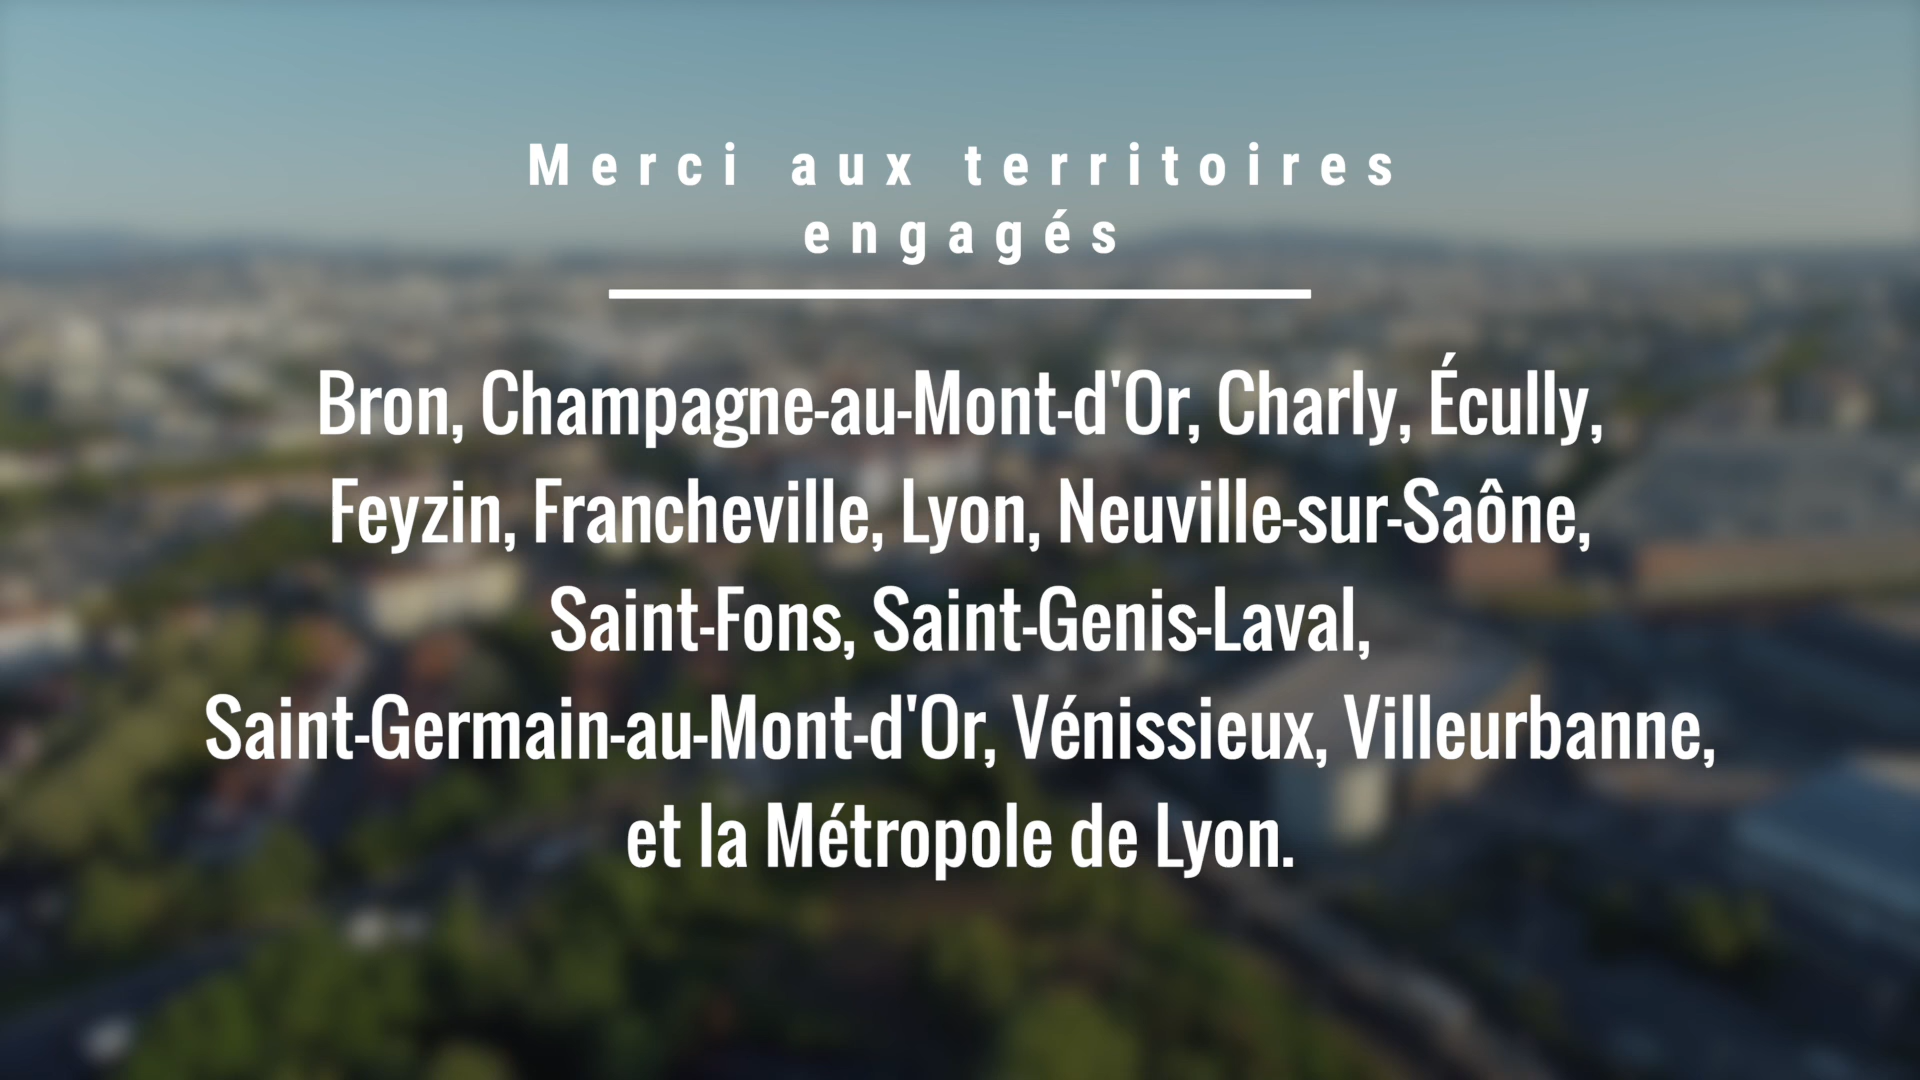 Merci aux territoires
engagés
Bron, Champagne-au-Mont-d'Or, Charly, Écully,
Feyzin, Francheville, Lyon, Neuville-sur-Saône,
Saint-Fons, Saint-Genis-Laval,
Saint-Germain-au-Mont-d'Or, Vénissieux, Villeurbanne,
et la Métropole de Lyon.